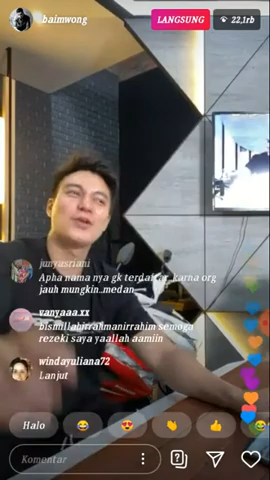 baimwong
LANGSUNG
22,1rb
janyasriani
Apha nama nya gk terdaftar karna org
jauh mungkin..medan
vanyaaa.xx
bismillahirrahmanirrahim semoga
rezeki saya yaallah aamiin
windayuliana72
Lanjut
Halo
Komentar